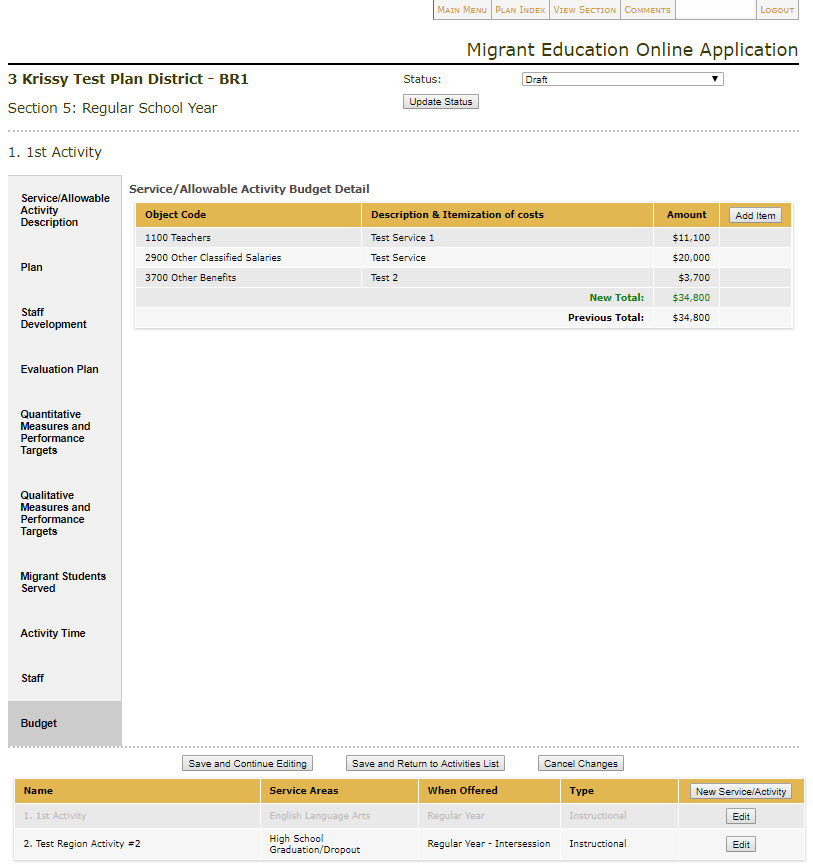 Main Menu Plan Index View Section Comments Logout
Migrant Education Online Application
3 Krissy Test Plan District - BR1 Status: Draft
Update Status
Section 5: Regular School Year
1. 1st Activity
Service/Allowable
Activity
Description
Plan
Staff
Development
Evaluation Plan
Quantitative
Measures and
Performance
Targets
Qualitative
Measures and
Performance
Targets
Migrant Students
Served
Activity Time
Staff
Budget
Service/Allowable Activity Budget Detail
Object Code Description & Itemization of costs Amount Add Item
1100 Teachers Test Service 1 $11,100
2900 Other Classified Salaries Test Service $20,000
3700 Other Benefits Test 2 $3,700
New Total: $34,800
Previous Total: $34,800
Save and Continue Editing Save and Return to Activities List Cancel Changes
Name Service Areas When Offered Type New Service/Activity
1. 1st Activity English Language Arts Regular Year Instructional Edit
2. Test Region Activity #2 High School
Graduation/Dropout Regular Year - Intersession Instructional Edit